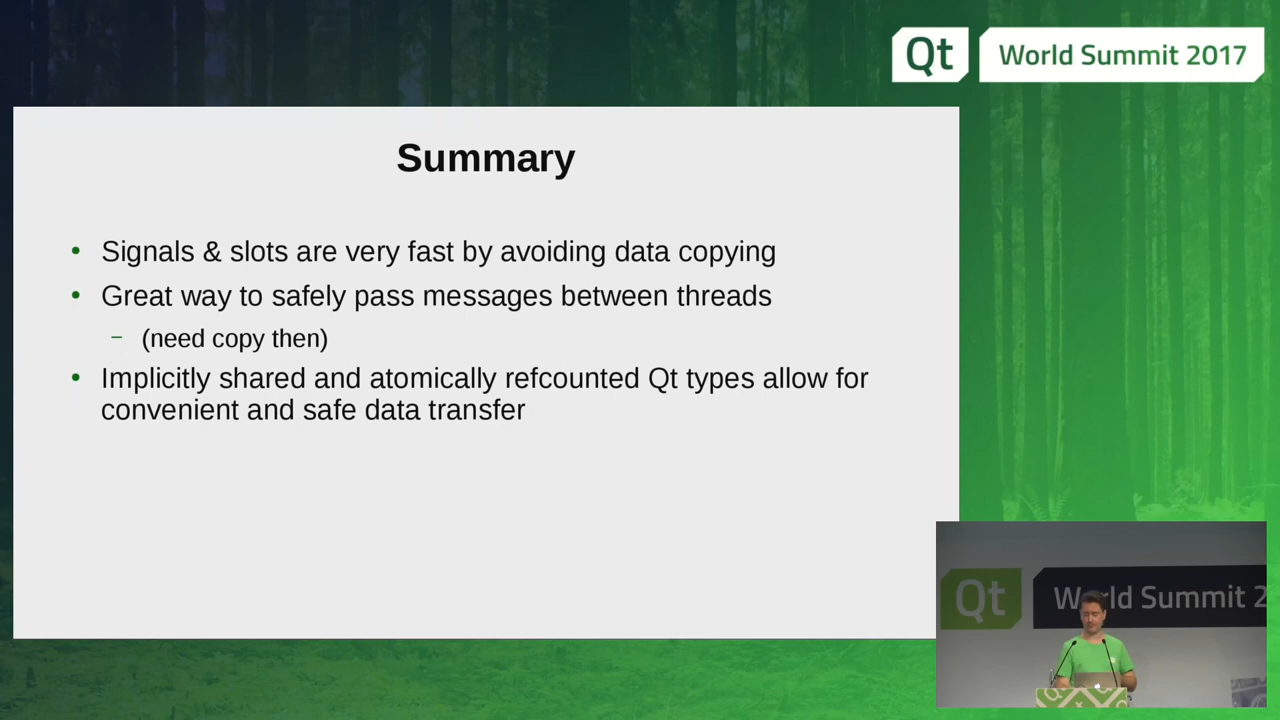 Qt World Summit 2017
Summary
• Signals & slots are very fast by avoiding data copying
• Great way to safely pass messages between threads
– (need copy then)
• Implicitly shared and atomically refcounted Qt types allow for
convenient and safe data transfer
Qt World Summit 2